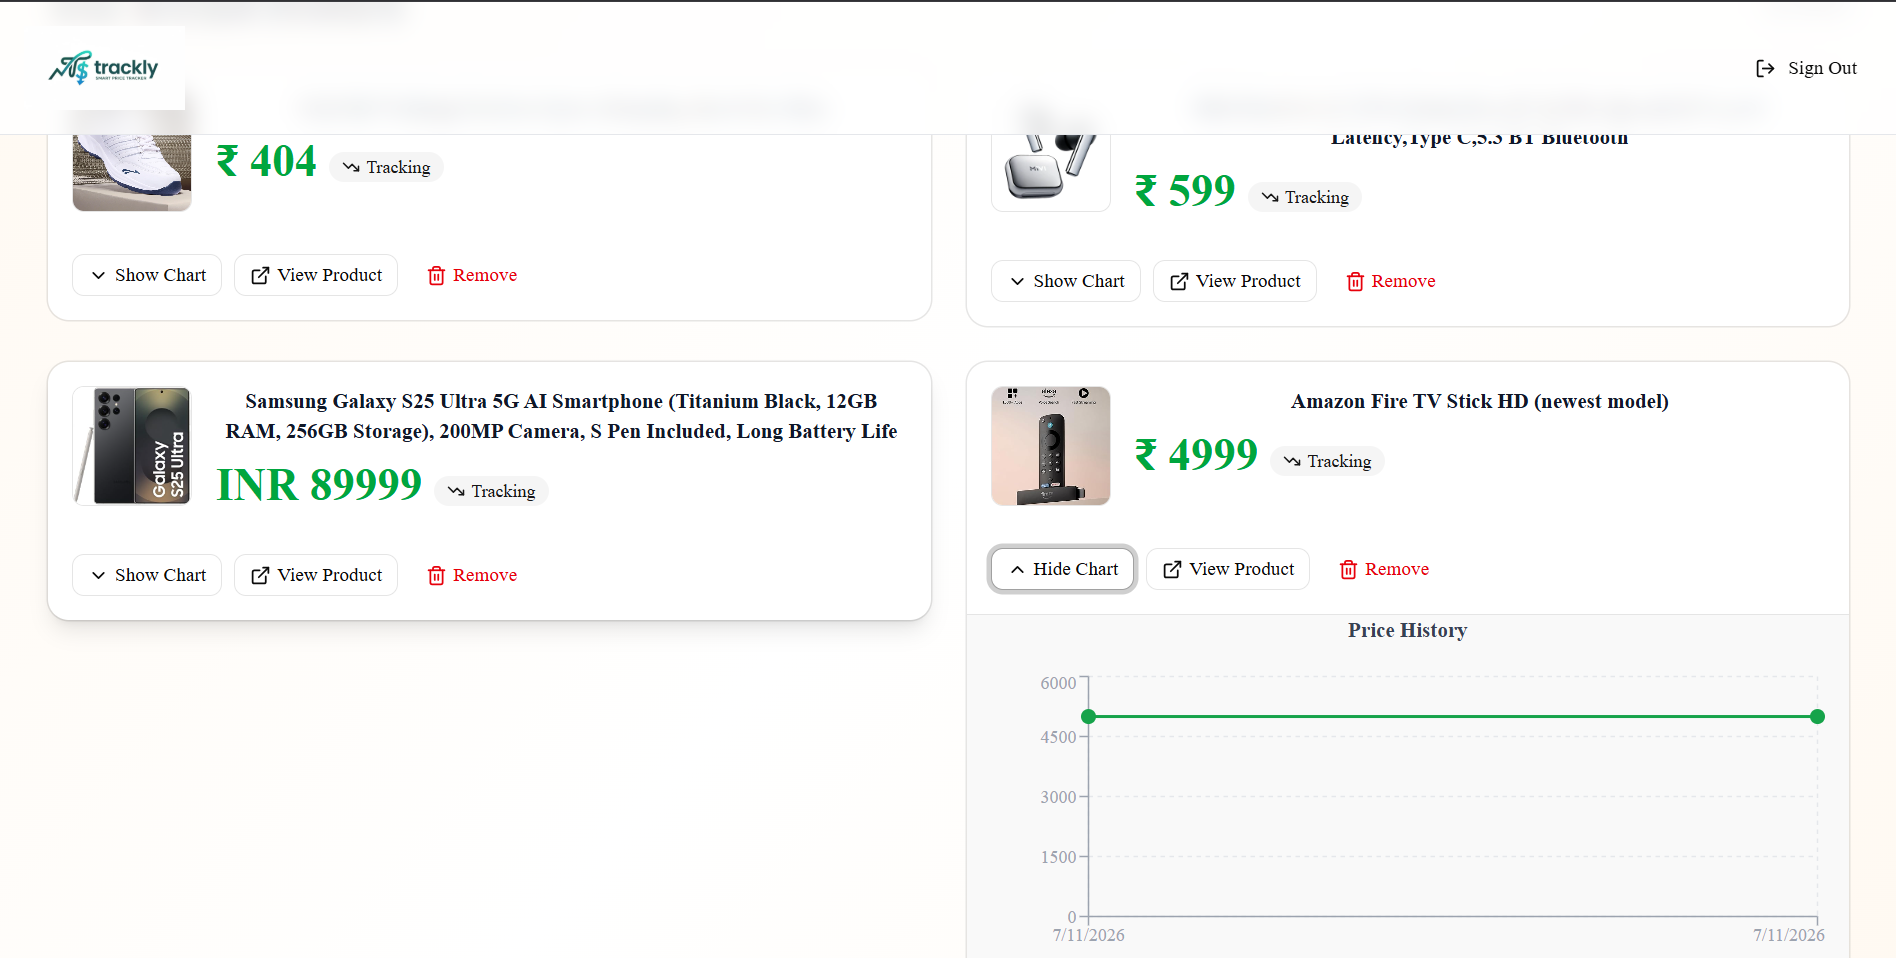 trackly
SMART PRICE TRACKER
Sign Out
₹ 404
Tracking
Show Chart
View Product
Remove
Latency,Type C,5.3 BT Bluetooth
₹ 599
Tracking
Show Chart
View Product
Remove
Samsung Galaxy S25 Ultra 5G AI Smartphone (Titanium Black, 12GB
RAM, 256GB Storage), 200MP Camera, S Pen Included, Long Battery Life
Galaxy
S25 Ultra
INR 89999
Tracking
Show Chart
View Product
Remove
Amazon Fire TV Stick HD (newest model)
₹ 4999
Tracking
Hide Chart
View Product
Remove
Price History
6000
4500
3000
1500
0
7/11/2026
7/11/2026